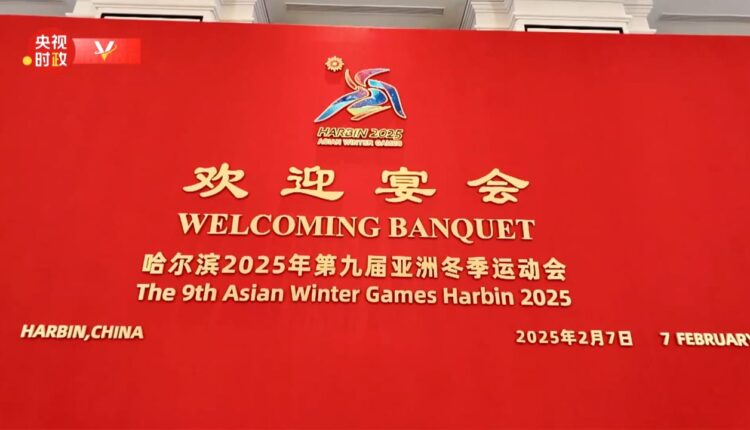 央视
时政
HARBIN 2025
ASIAN WINTER GAMES
欢迎宴会
WELCOMING BANQUET
哈尔滨2025年第九届亚洲冬季运动会
The 9th Asian Winter Games Harbin 2025
HARBIN,CHINA
2025年2月7日 7 FEBRUARY